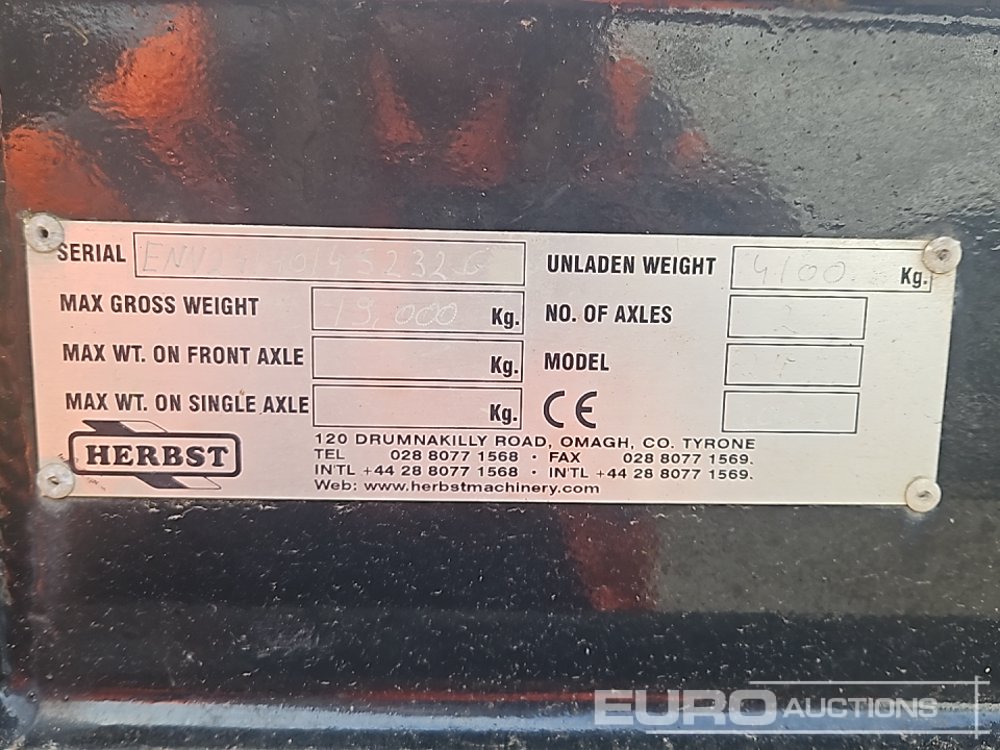 SERIAL UNLADEN WEIGHT 4100 Kg.
MAX GROSS WEIGHT 19,000 Kg. NO. OF AXLES 2
MAX WT. ON FRONT AXLE Kg. MODEL
MAX WT. ON SINGLE AXLE Kg. CE
HERBST
120 DRUMNAKILLY ROAD, OMAGH, CO. TYRONE
TEL 028 8077 1568 · FAX 028 8077 1569.
IN'TL +44 28 8077 1568 · IN'TL +44 28 8077 1569.
Web: www.herbstmachinery.com
EURO AUCTIONS